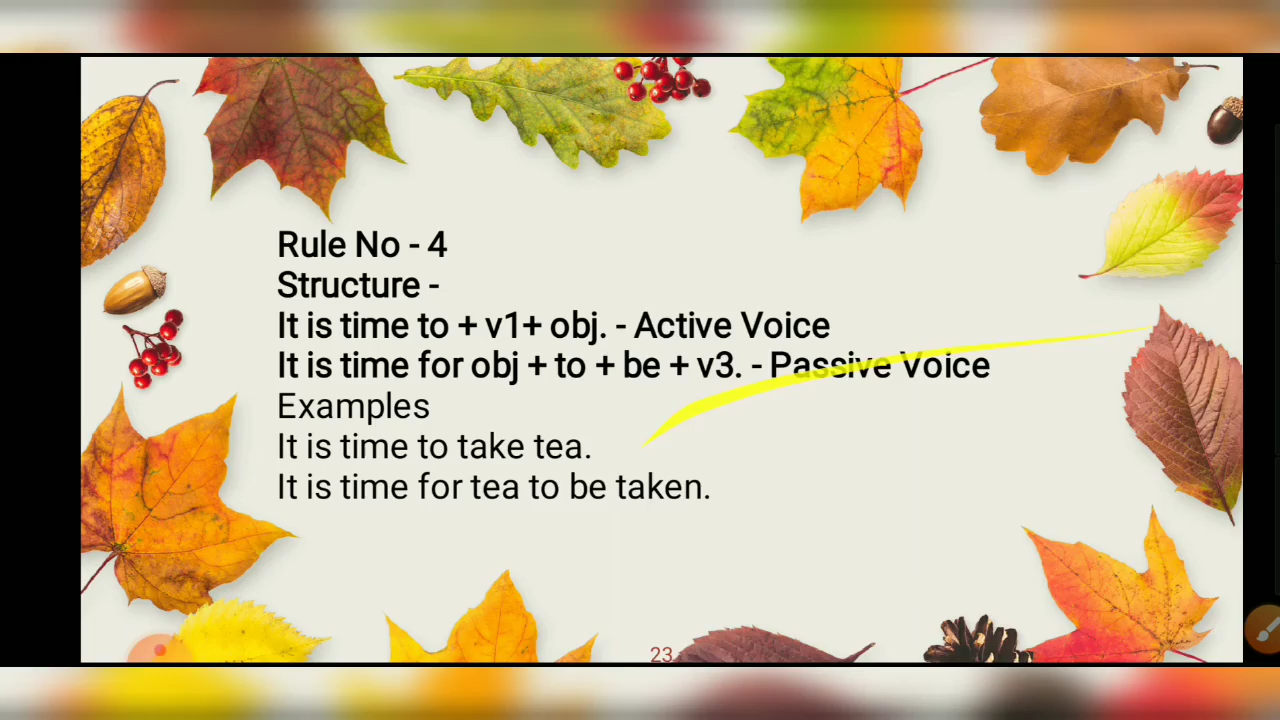 Rule No - 4
Structure -
It is time to + v1+ obj. - Active Voice
It is time for obj + to + be + v3. - Passive Voice
Examples
It is time to take tea.
It is time for tea to be taken.
23